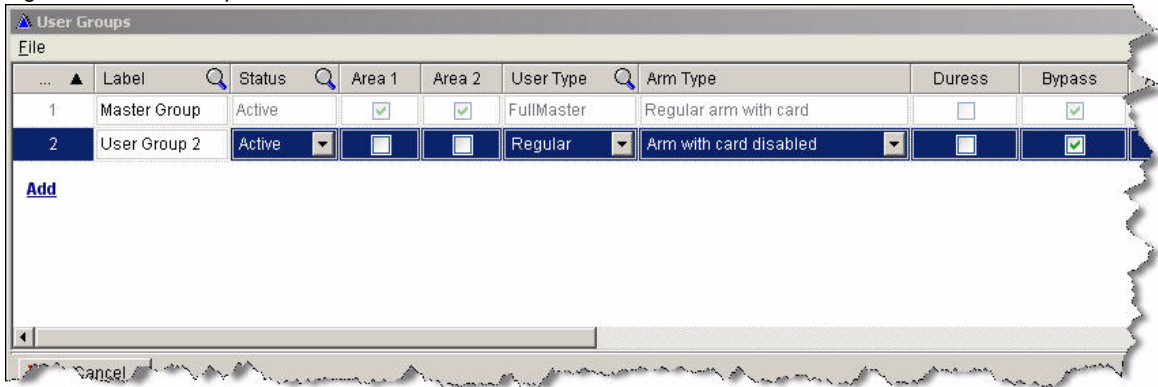 User Groups
File
... ▲ Label Status Area 1 Area 2 User Type Arm Type Duress Bypass
1 Master Group Active FullMaster Regular arm with card
2 User Group 2 Active Regular Arm with card disabled
Add